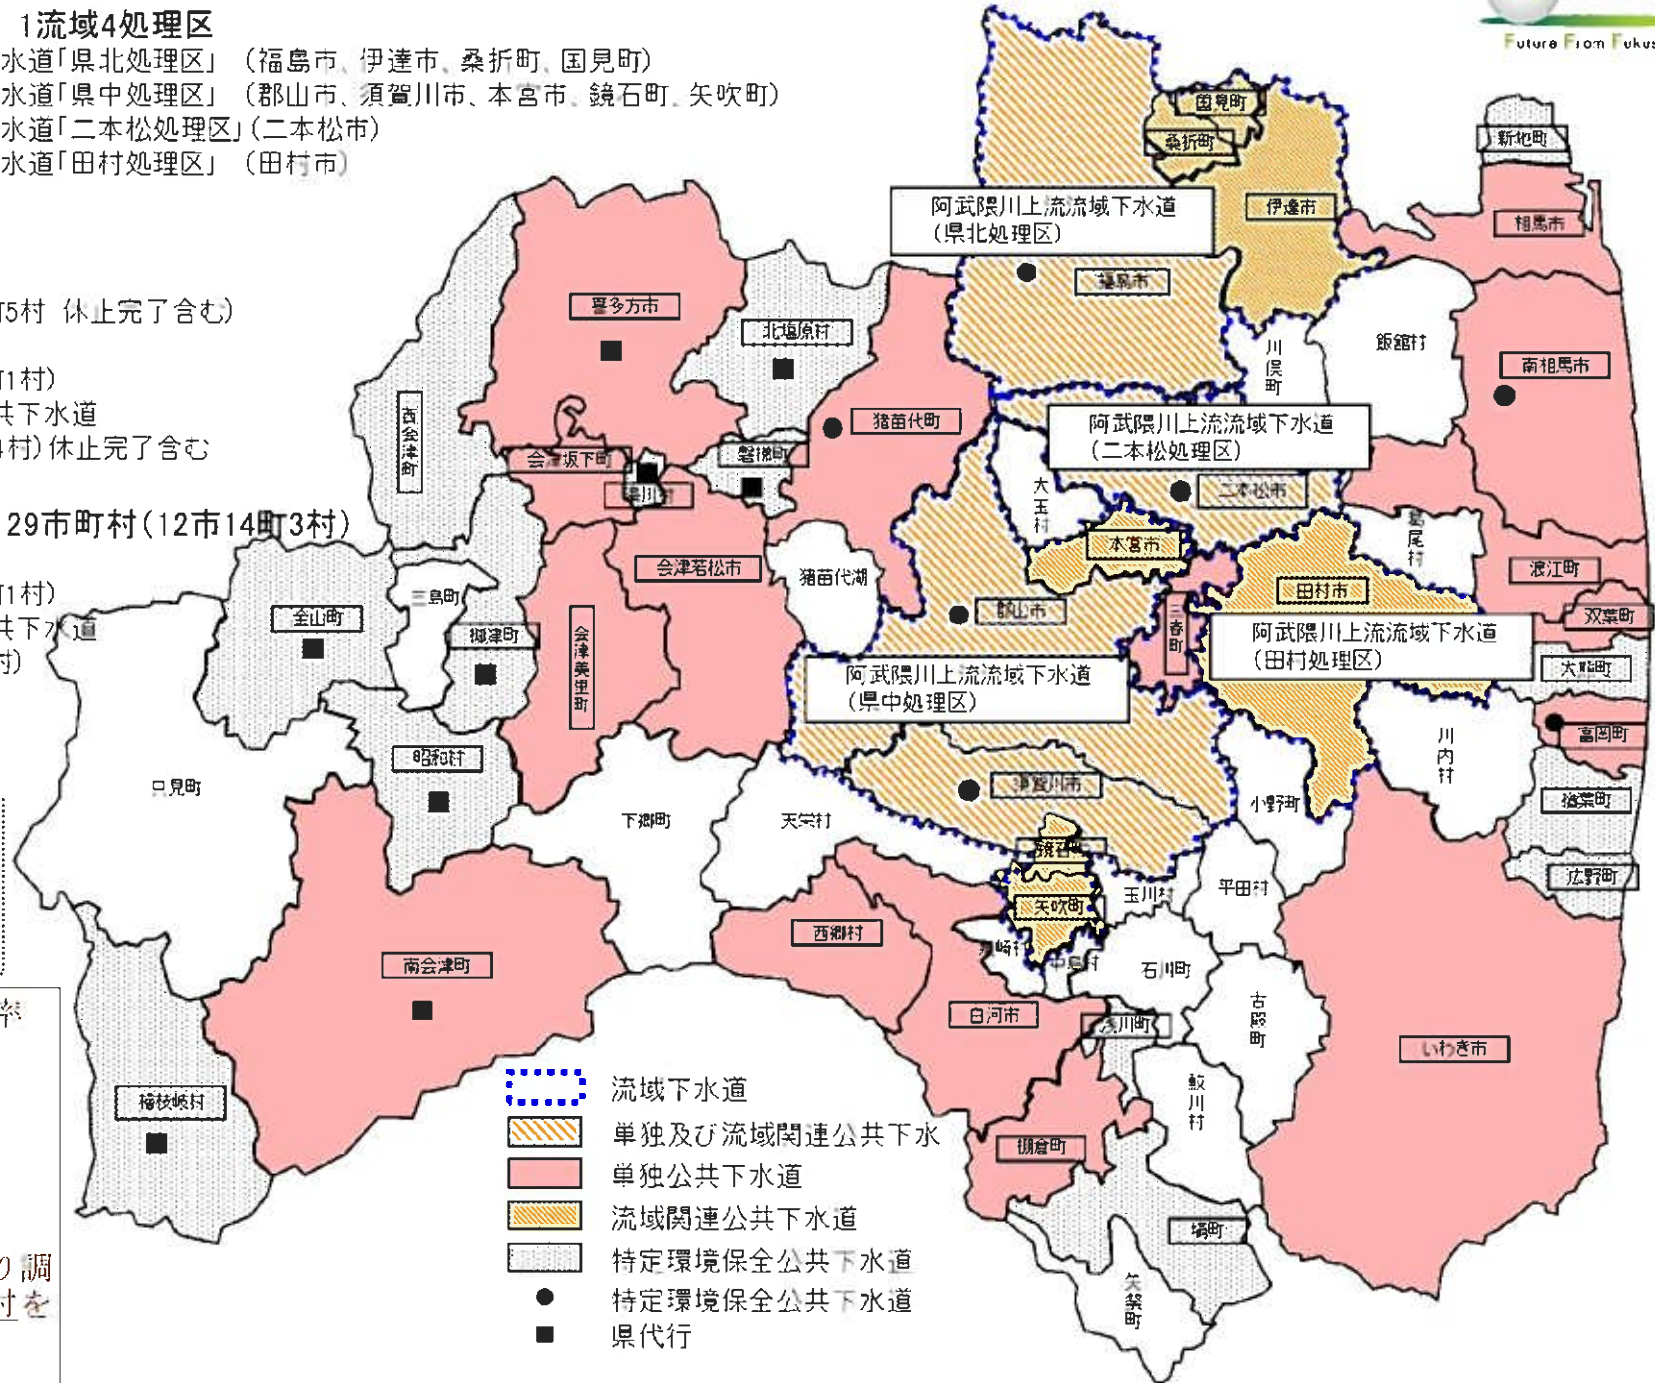 1流域4処理区
水道「県北処理区」 (福島市、伊達市、桑折町、国見町)
水道「県中処理区」 (郡山市、須賀川市、本宮市、鏡石町、矢吹町)
水道「二本松処理区」(二本松市)
水道「田村処理区」 (田村市)
町5村 休止完了含む)
町1村)
共下水道
4村)休止完了含む
29市町村(12市14町3村)
町1村)
共下水道
村)
率
り調
村を
Future From Fukus
国見町
桑折町
新地町
伊達市
相馬市
阿武隈川上流流域下水道
(県北処理区)
福島市
喜多方市
北塩原村
川俣町
飯舘村
南相馬市
西会津町
猪苗代町
阿武隈川上流流域下水道
(二本松処理区)
会津坂下町
磐梯町
湯川村
大玉村
二本松市
本宮市
葛尾村
浪江町
会津若松市
猪苗代湖
三島町
金山町
柳津町
会津美里町
郡山市
三春町
田村市
双葉町
阿武隈川上流流域下水道
(田村処理区)
大熊町
阿武隈川上流流域下水道
(県中処理区)
富岡町
川内村
昭和村
只見町
下郷町
天栄村
須賀川市
小野町
楢葉町
鏡石町
広野町
矢吹町
玉川村
平田村
西郷村
泉崎村
中島村
石川町
南会津町
白河市
浅川町
古殿町
いわき市
檜枝岐村
鮫川村
棚倉町
塙町
矢祭町
流域下水道
単独及び流域関連公共下水
単独公共下水道
流域関連公共下水道
特定環境保全公共下水道
特定環境保全公共下水道
県代行